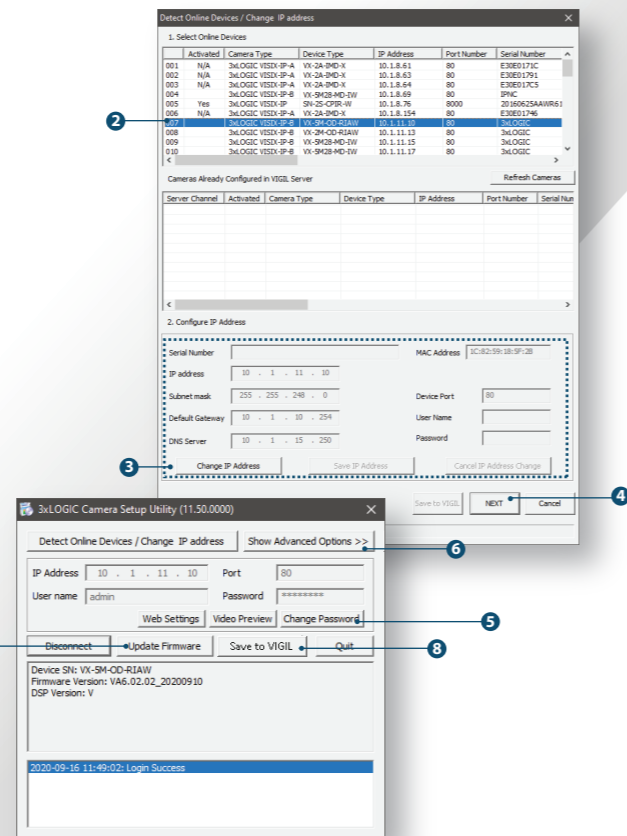 Detect Online Devices / Change IP address
1. Select Online Devices
Activated Camera Type Device Type IP Address Port Number Serial Number
001 N/A 3xLOGIC VISIX-IP-A VX-2A-IMD-X 10.1.8.61 80 E30E0171C
002 N/A 3xLOGIC VISIX-IP-A VX-2A-IMD-X 10.1.8.63 80 E30E01791
003 N/A 3xLOGIC VISIX-IP-A VX-2A-IMD-X 10.1.8.64 80 E30E017C5
004 3xLOGIC VISIX-IP-B VX-5M28-MD-IW 10.1.8.69 80 IPNC
005 Yes 3xLOGIC VISIX-IP SN-2S-CPIR-W 10.1.8.76 8000 20160625AAWR61
006 N/A 3xLOGIC VISIX-IP-A VX-2A-IMD-X 10.1.8.154 80 E30E01746
2 007 3xLOGIC VISIX-IP-B VX-5M-OD-RIAW 10.1.11.10 80 3xLOGIC
008 3xLOGIC VISIX-IP-B VX-2M-OD-RIAW 10.1.11.13 80 3xLOGIC
009 3xLOGIC VISIX-IP-B VX-5M28-MD-IW 10.1.11.15 80 3xLOGIC
010 3xLOGIC VISIX-IP-B VX-5M28-MD-IW 10.1.11.17 80 3xLOGIC
Cameras Already Configured in VIGIL Server Refresh Cameras
Server Channel Activated Camera Type Device Type IP Address Port Number Serial Num
2. Configure IP Address
Serial Number MAC Address 1C:82:59:18:5F:2B
IP address 10 . 1 . 11 . 10
Subnet mask 255 . 255 . 248 . 0 Device Port 80
Default Gateway 10 . 1 . 10 . 254 User Name
DNS Server 10 . 1 . 15 . 250 Password
3 Change IP Address Save IP Address Cancel IP Address Change
Save to VIGIL NEXT Cancel 4
3xLOGIC Camera Setup Utility (11.50.0000)
Detect Online Devices / Change IP address Show Advanced Options >>
6
IP Address 10 . 1 . 11 . 10 Port 80
User name admin Password ********
Web Settings Video Preview Change Password 5
Disconnect Update Firmware Save to VIGIL Quit 8
Device SN: VX-5M-OD-RIAW
Firmware Version: VA6.02.02_20200910
DSP Version: V
2020-09-16 11:49:02: Login Success